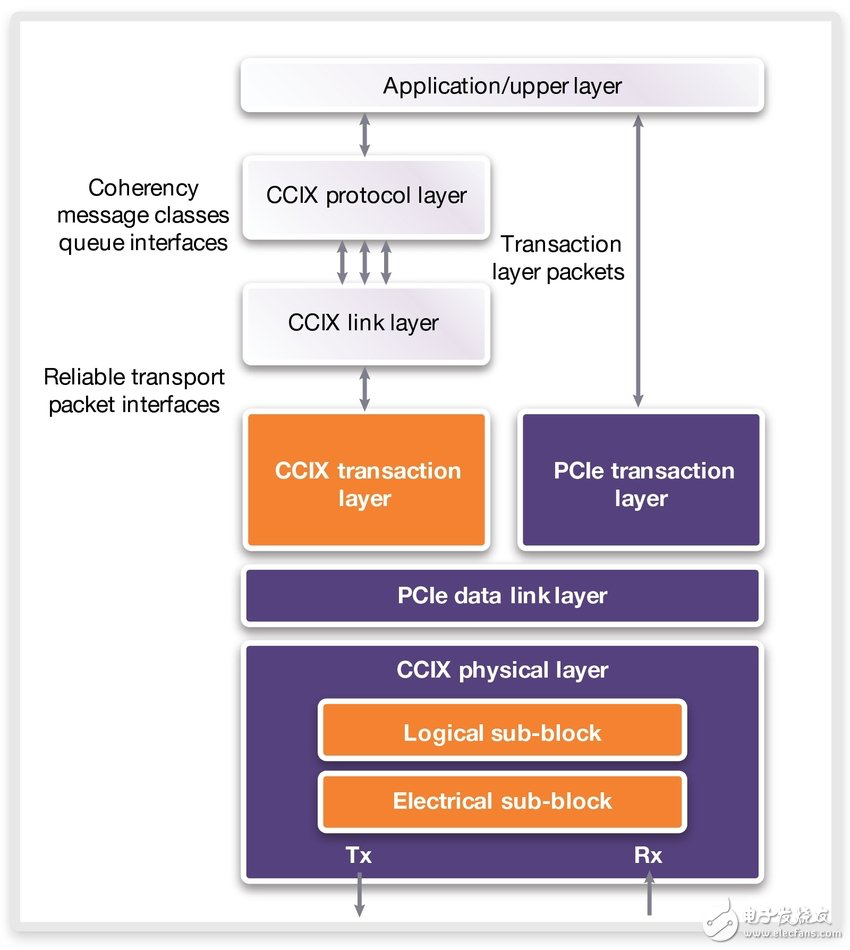 Application/upper layer
CCIX protocol layer
Coherency
message classes
queue interfaces
Transaction
layer packets
CCIX link layer
Reliable transport
packet interfaces
CCIX transaction
layer
PCIe transaction
layer
PCIe data link layer
CCIX physical layer
Logical sub-block
Electrical sub-block
Tx
Rx
电子发烧友
www.elecfans.com